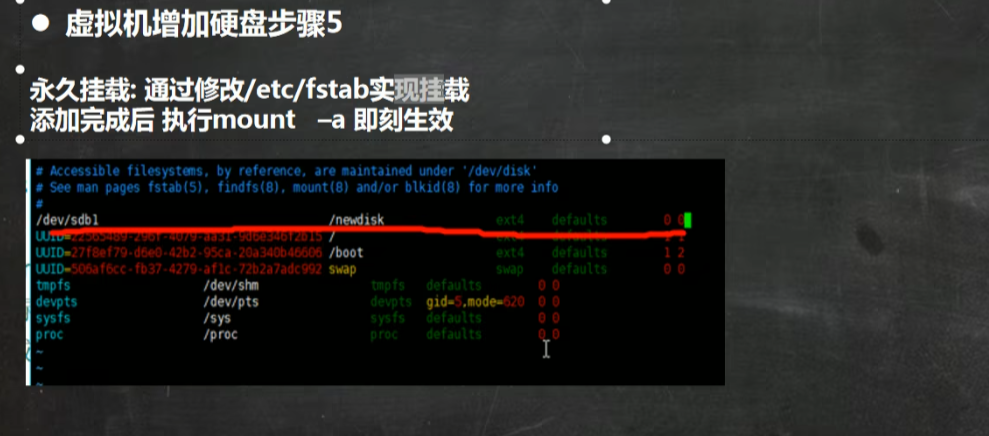 ● 虚拟机增加硬盘步骤5
永久挂载: 通过修改/etc/fstab实现挂载
添加完成后 执行mount –a 即刻生效
# Accessible filesystems, by reference, are maintained under '/dev/disk'
# See man pages fstab(5), findfs(8), mount(8) and/or blkid(8) for more info
#
/dev/sdb1 /newdisk ext4 defaults 0 0
/
UUID=27f8ef79-d6e0-42b2-95ca-20a340b46606 /boot ext4 defaults 1 2
UUID=506af6cc-fb37-4279-af1c-72b2a7adc992 swap swap defaults 0 0
tmpfs /dev/shm tmpfs defaults 0 0
devpts /dev/pts devpts gid=5,mode=620 0 0
sysfs /sys sysfs defaults 0 0
proc /proc proc defaults 0 0
~
~
~